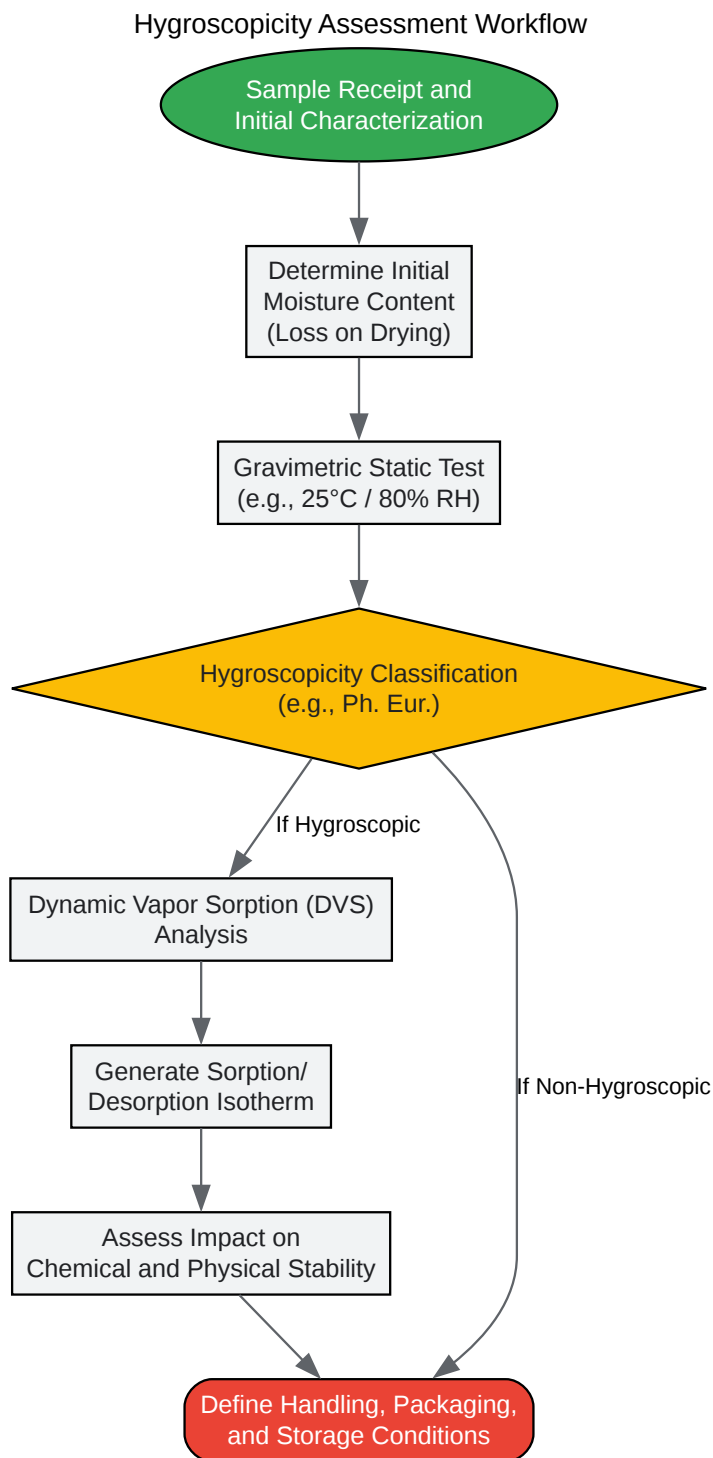 Hygroscopicity Assessment Workflow
Sample Receipt and
Initial Characterization
Determine Initial
Moisture Content
(Loss on Drying)
Gravimetric Static Test
(e.g., 25°C / 80% RH)
Hygroscopicity Classification
(e.g., Ph. Eur.)
If Hygroscopic
Dynamic Vapor Sorption (DVS)
Analysis
Generate Sorption/
Desorption Isotherm
If Non-Hygroscopic
Assess Impact on
Chemical and Physical Stability
Define Handling, Packaging,
and Storage Conditions